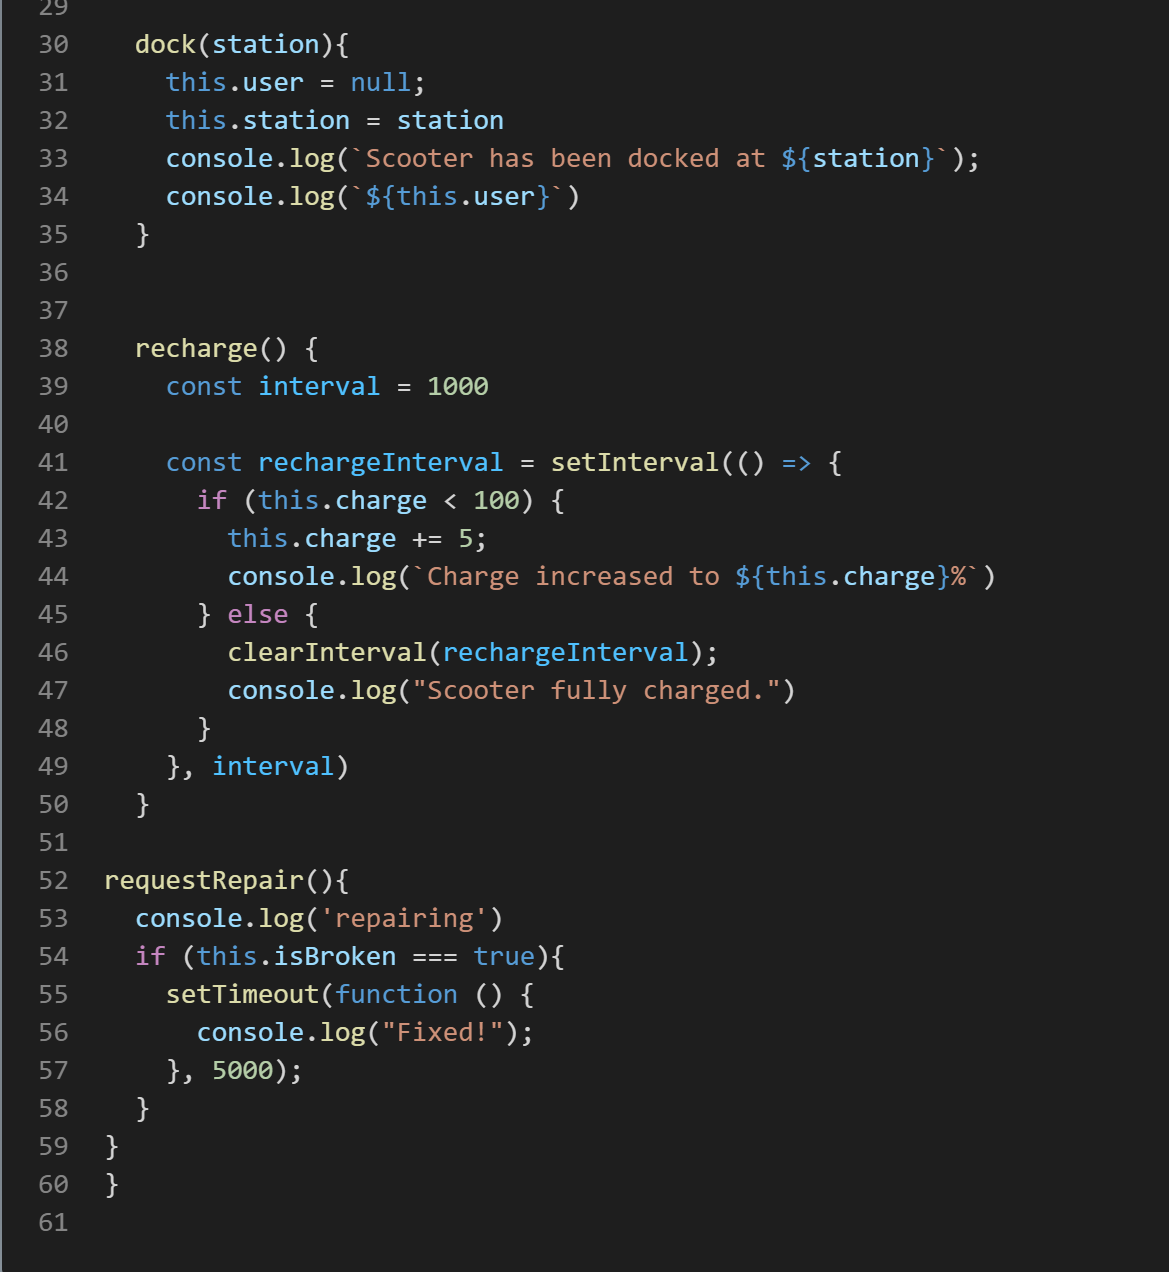 29
30 dock(station){
31 this.user = null;
32 this.station = station
33 console.log(`Scooter has been docked at ${station}`);
34 console.log(`${this.user}`)
35 }
36
37
38 recharge() {
39 const interval = 1000
40
41 const rechargeInterval = setInterval(() => {
42 if (this.charge < 100) {
43 this.charge += 5;
44 console.log(`Charge increased to ${this.charge}%`)
45 } else {
46 clearInterval(rechargeInterval);
47 console.log("Scooter fully charged.")
48 }
49 }, interval)
50 }
51
52 requestRepair(){
53 console.log('repairing')
54 if (this.isBroken === true){
55 setTimeout(function () {
56 console.log("Fixed!");
57 }, 5000);
58 }
59 }
60 }
61